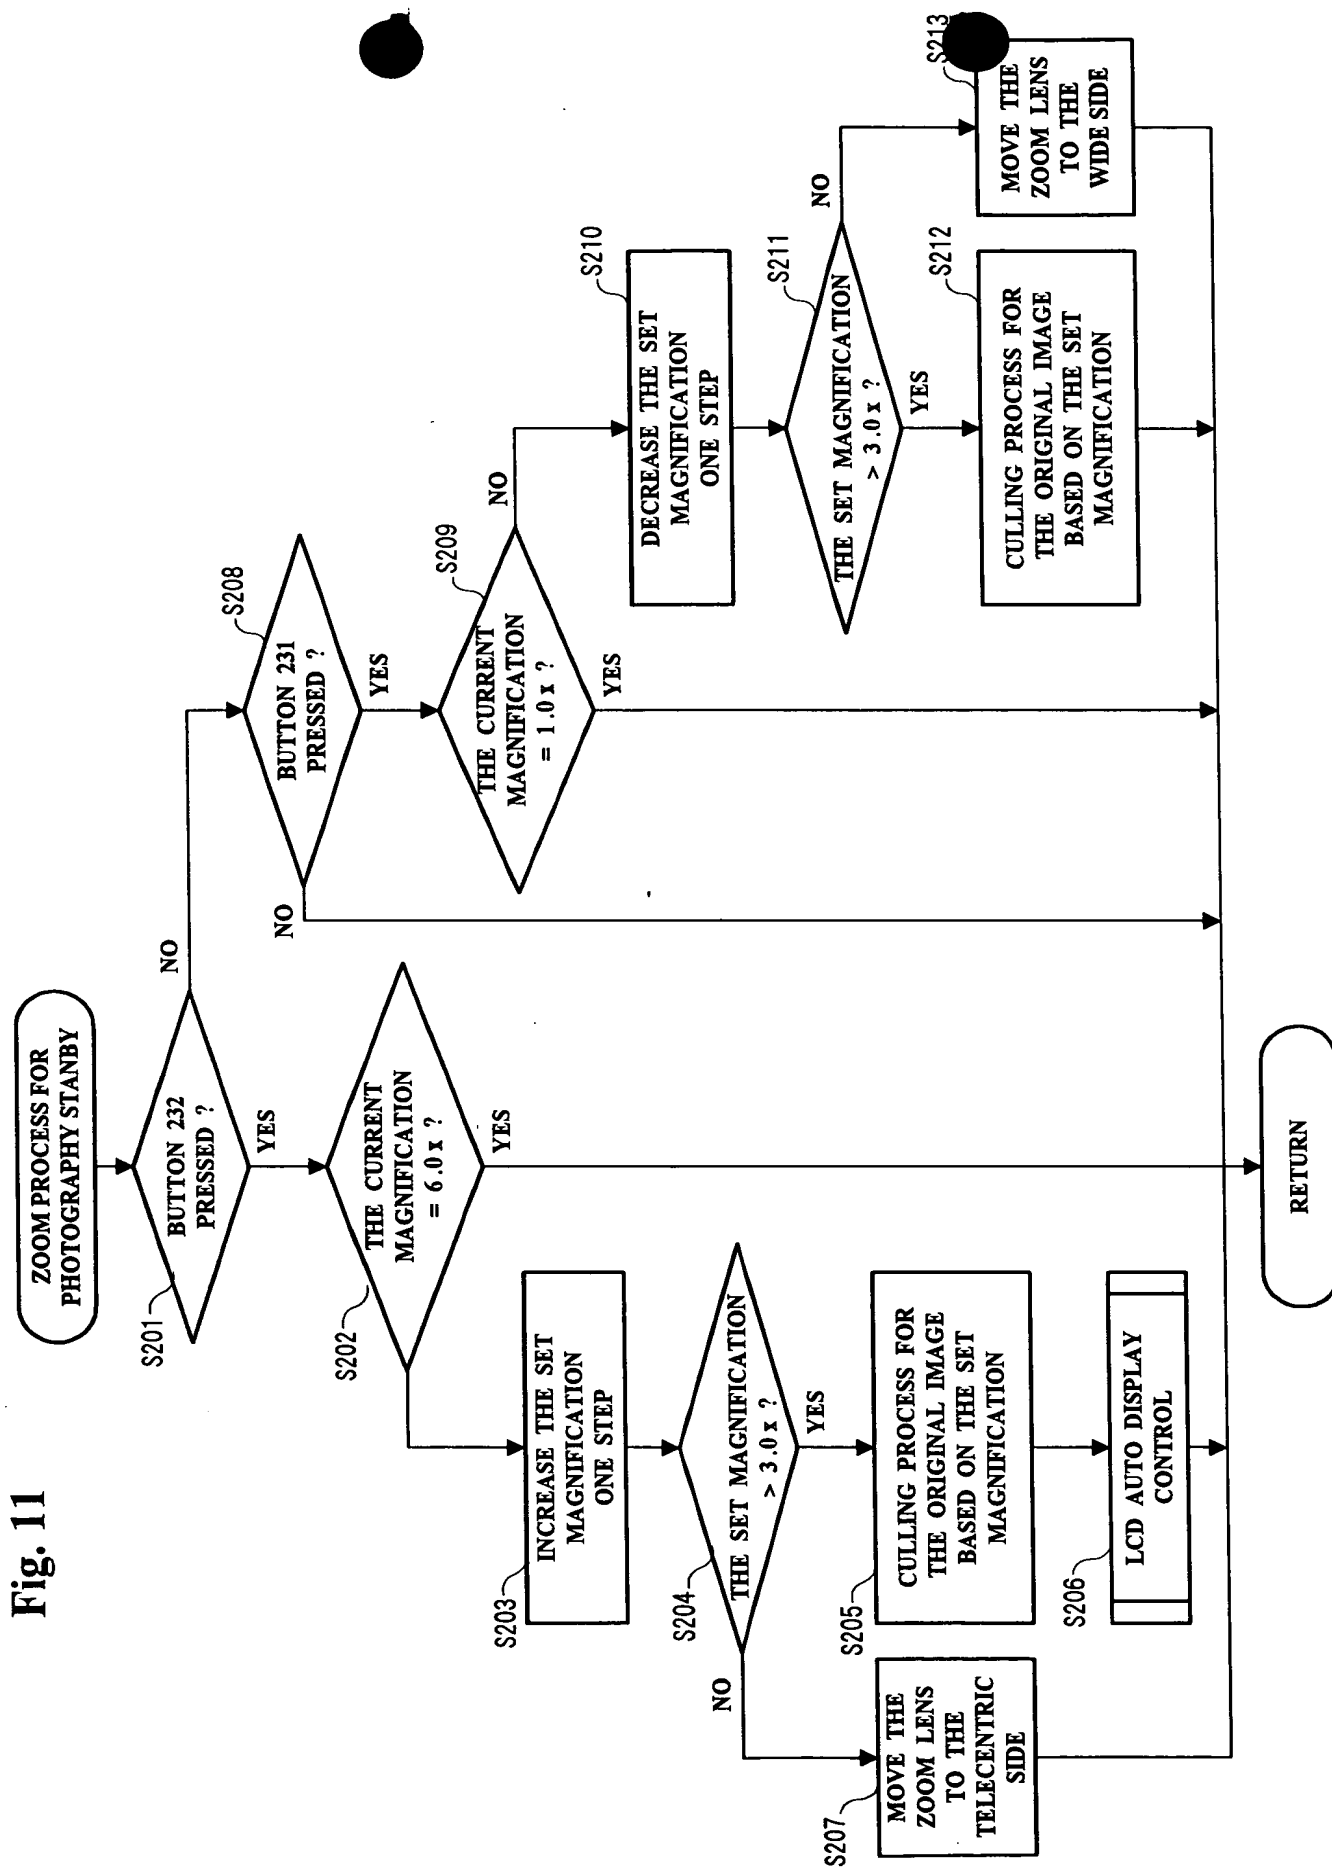 Fig. 11
ZOOM PROCESS FOR
PHOTOGRAPHY STANBY
S201
BUTTON 232
PRESSED ?
NO
YES
S202
THE CURRENT
MAGNIFICATION
= 6.0 x ?
YES
S203
INCREASE THE SET
MAGNIFICATION
ONE STEP
S204
THE SET MAGNIFICATION
> 3.0 x ?
NO
YES
S205
CULLING PROCESS FOR
THE ORIGINAL IMAGE
BASED ON THE SET
MAGNIFICATION
S206
LCD AUTO DISPLAY
CONTROL
S207
MOVE THE
ZOOM LENS
TO THE
TELECENTRIC
SIDE
S208
BUTTON 231
PRESSED ?
NO
YES
S209
THE CURRENT
MAGNIFICATION
= 1.0 x ?
NO
YES
S210
DECREASE THE SET
MAGNIFICATION
ONE STEP
S211
THE SET MAGNIFICATION
> 3.0 x ?
NO
YES
S212
CULLING PROCESS FOR
THE ORIGINAL IMAGE
BASED ON THE SET
MAGNIFICATION
S213
MOVE THE
ZOOM LENS
TO THE
WIDE SIDE
RETURN